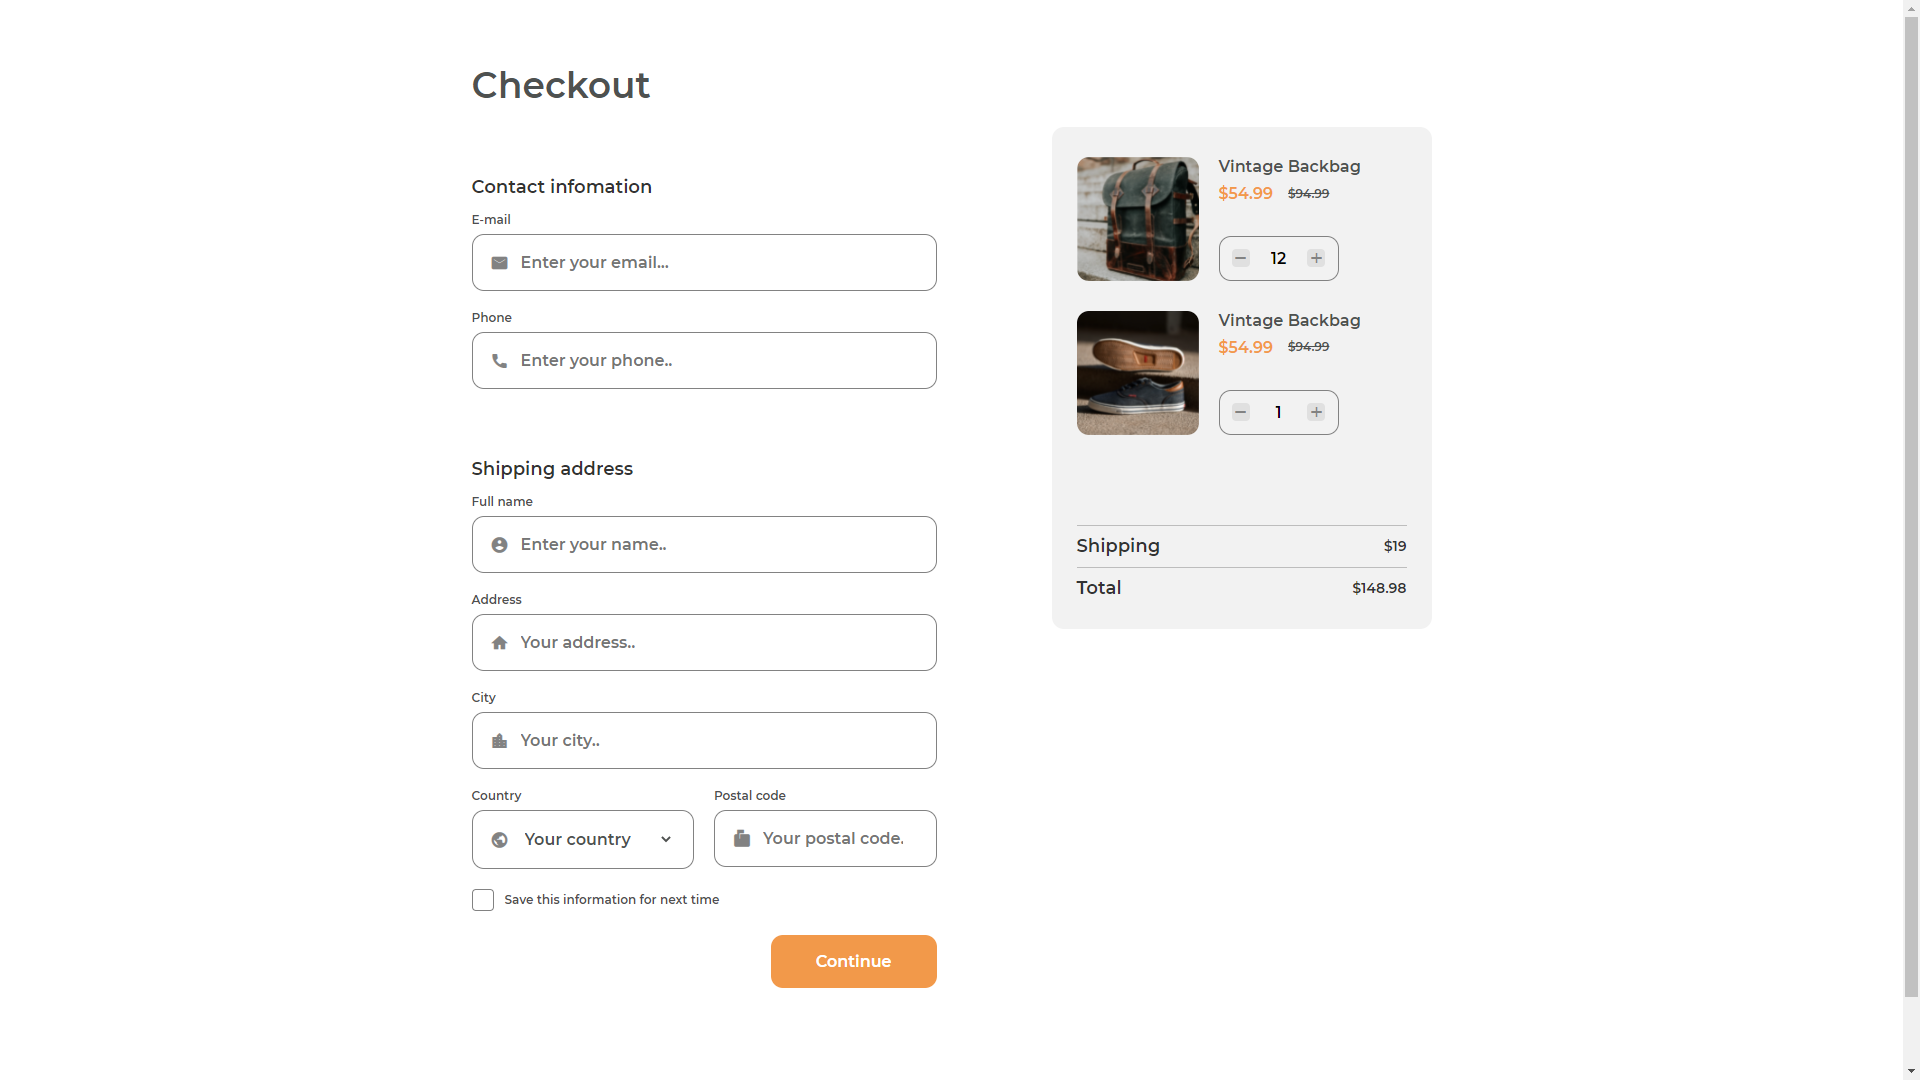 Checkout
Contact infomation
E-mail
Enter your email...
Phone
Enter your phone..
Shipping address
Full name
Enter your name..
Address
Your address..
City
Your city..
Country
Your country
Postal code
Your postal code.
Save this information for next time
Continue
Vintage Backbag
$54.99 $94.99
12
Vintage Backbag
$54.99 $94.99
1
Shipping $19
Total $148.98